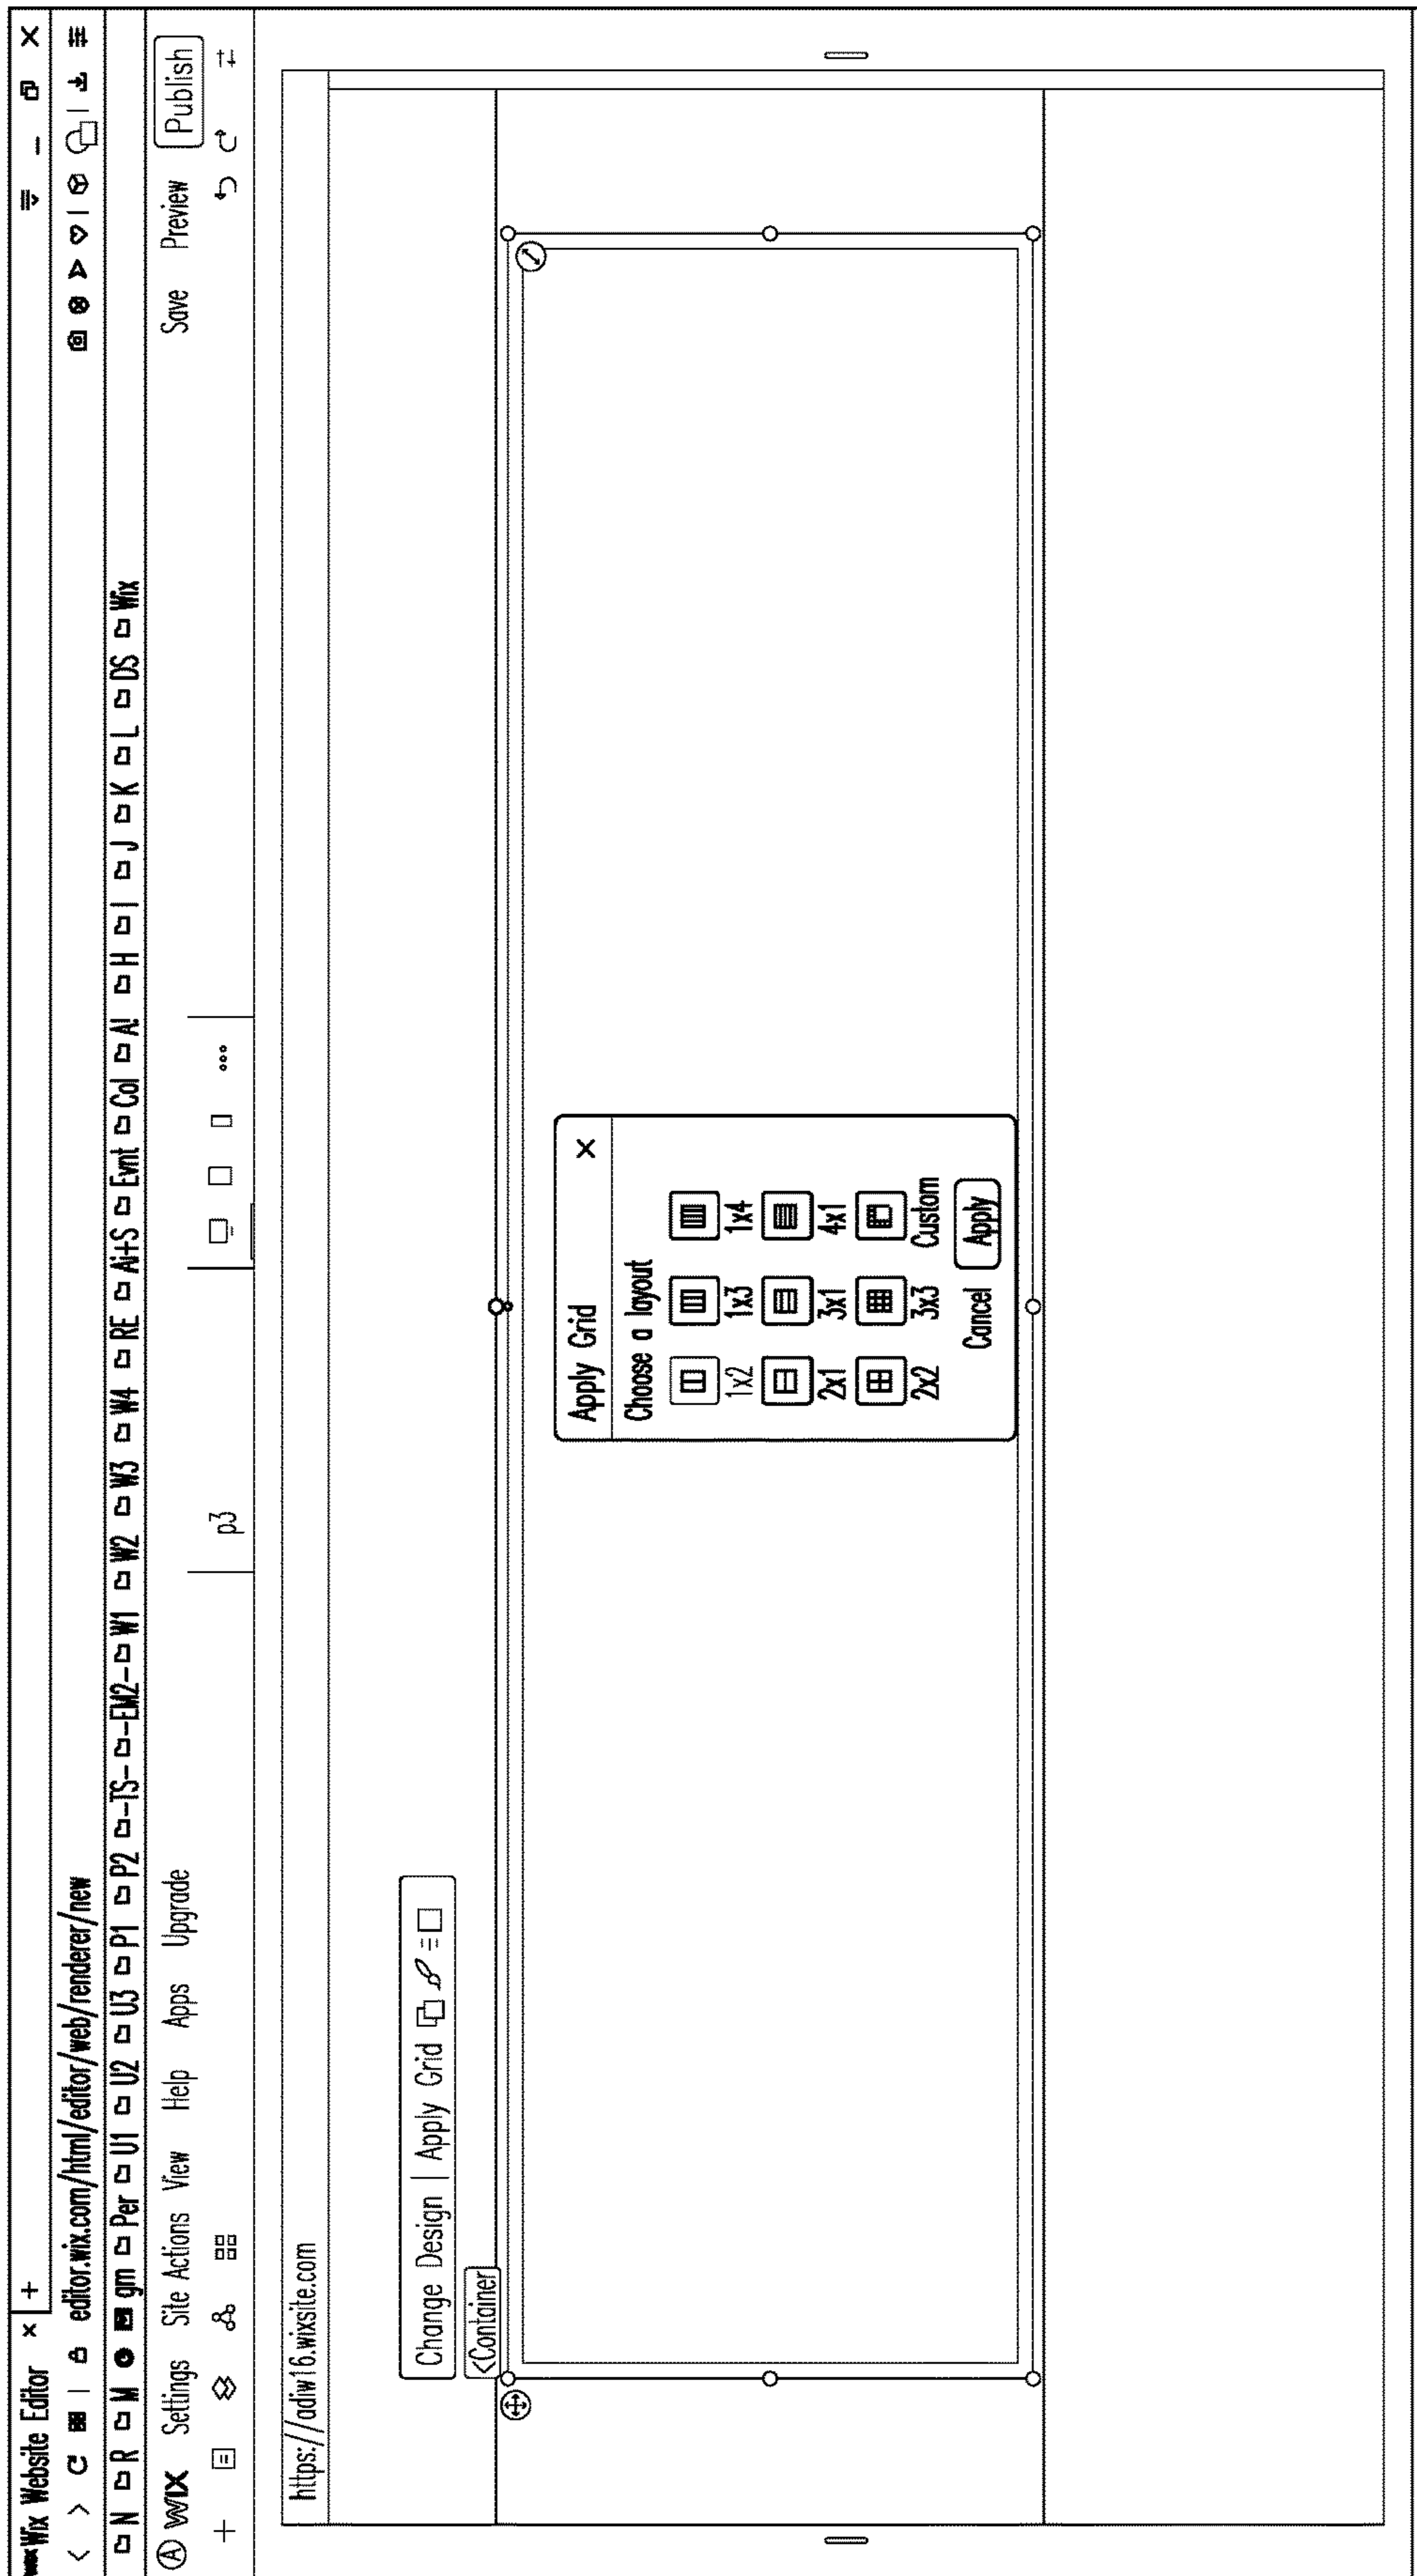 Wix Website Editor × +
editor.wix.com/html/editor/web/renderer/new
N R M gm Per U1 U2 U3 P1 P2 -TS- -EM2- W1 W2 W3 W4 RE Ai+S Evnt Col A! H I J K L DS Wix
A WIX Settings Site Actions View Help Apps Upgrade Save Preview Publish
p3
https://adiw16.wixsite.com
Change Design | Apply Grid
<Container
Apply Grid ×
Choose a layout
1x2 1x3 1x4
2x1 3x1 4x1
2x2 3x3 Custom
Cancel Apply